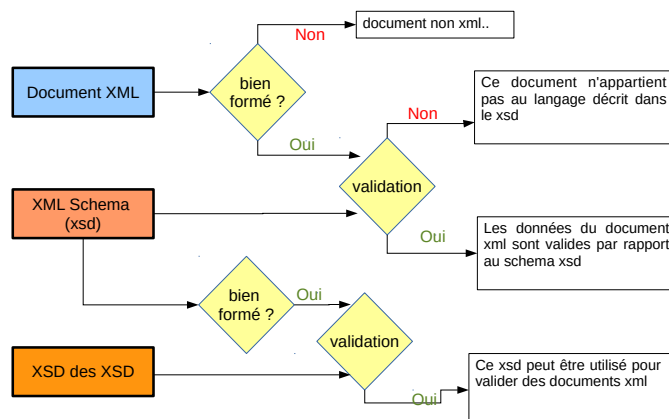 document non xml..
Non
Document XML
bien
formé ?
Ce document n'appartient
pas au langage décrit dans
le xsd
Non
Oui
validation
XML Schema
(xsd)
Oui
Les données du document
xml sont valides par rapport
au schema xsd
bien
formé ?
Oui
validation
XSD des XSD
Ce xsd peut être utilisé pour
valider des documents xml
Oui